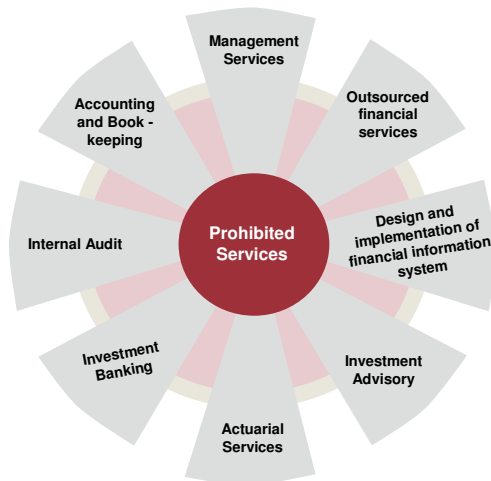 Management
Services
Outsourced
financial
services
Design and
implementation of
financial information
system
Investment
Advisory
Actuarial
Services
Investment
Banking
Internal Audit
Accounting
and Book -
keeping
Prohibited
Services